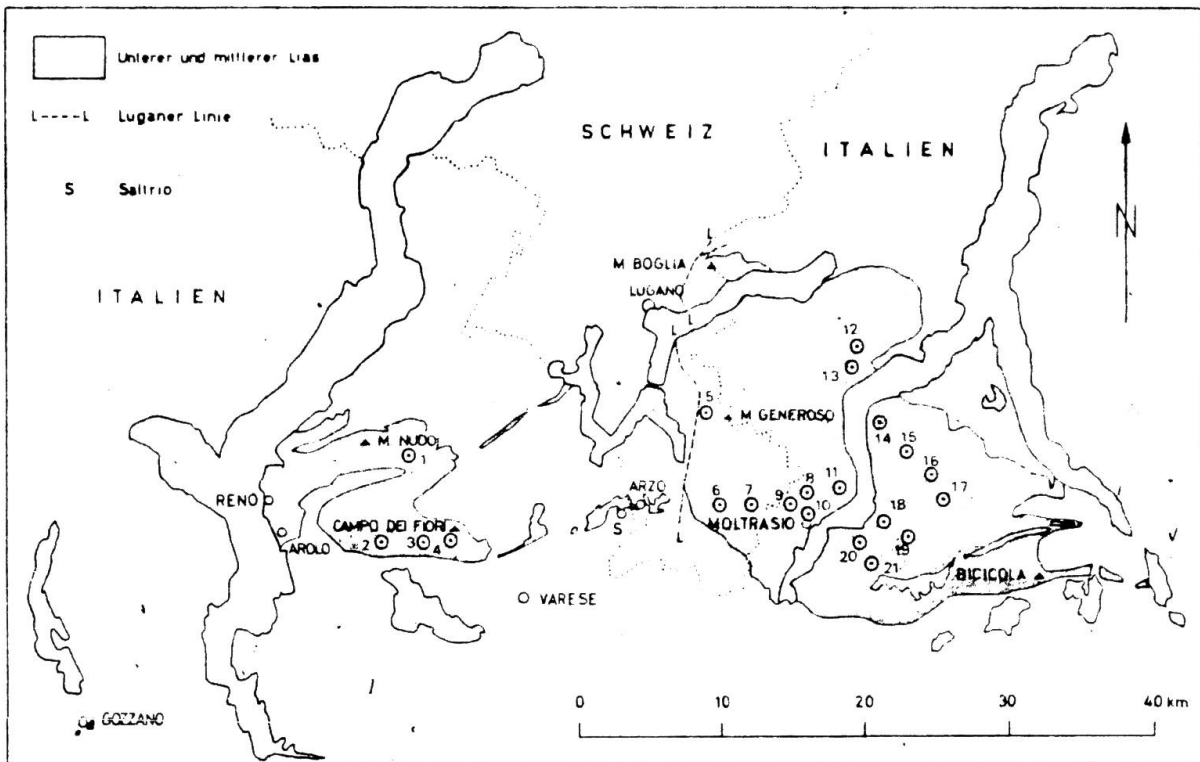 Unterer und mittlerer Lias
L----L Luganer Linie
S Saltrio
SCHWEIZ
ITALIEN
ITALIEN
N
L
M. BOGLIA
LUGANO
L
L
12
13
5
M GENEROSO
14
15
16
17
M. NUDO
1
RENO
AROLO
CAMPO DEI FIORI
2
3
4
ARZO
S
6
7
8
9
10
11
MOLTRASIO
L
18
19
20
21
BICICOLA
VARESE
GOZZANO
0 10 20 30 40 km